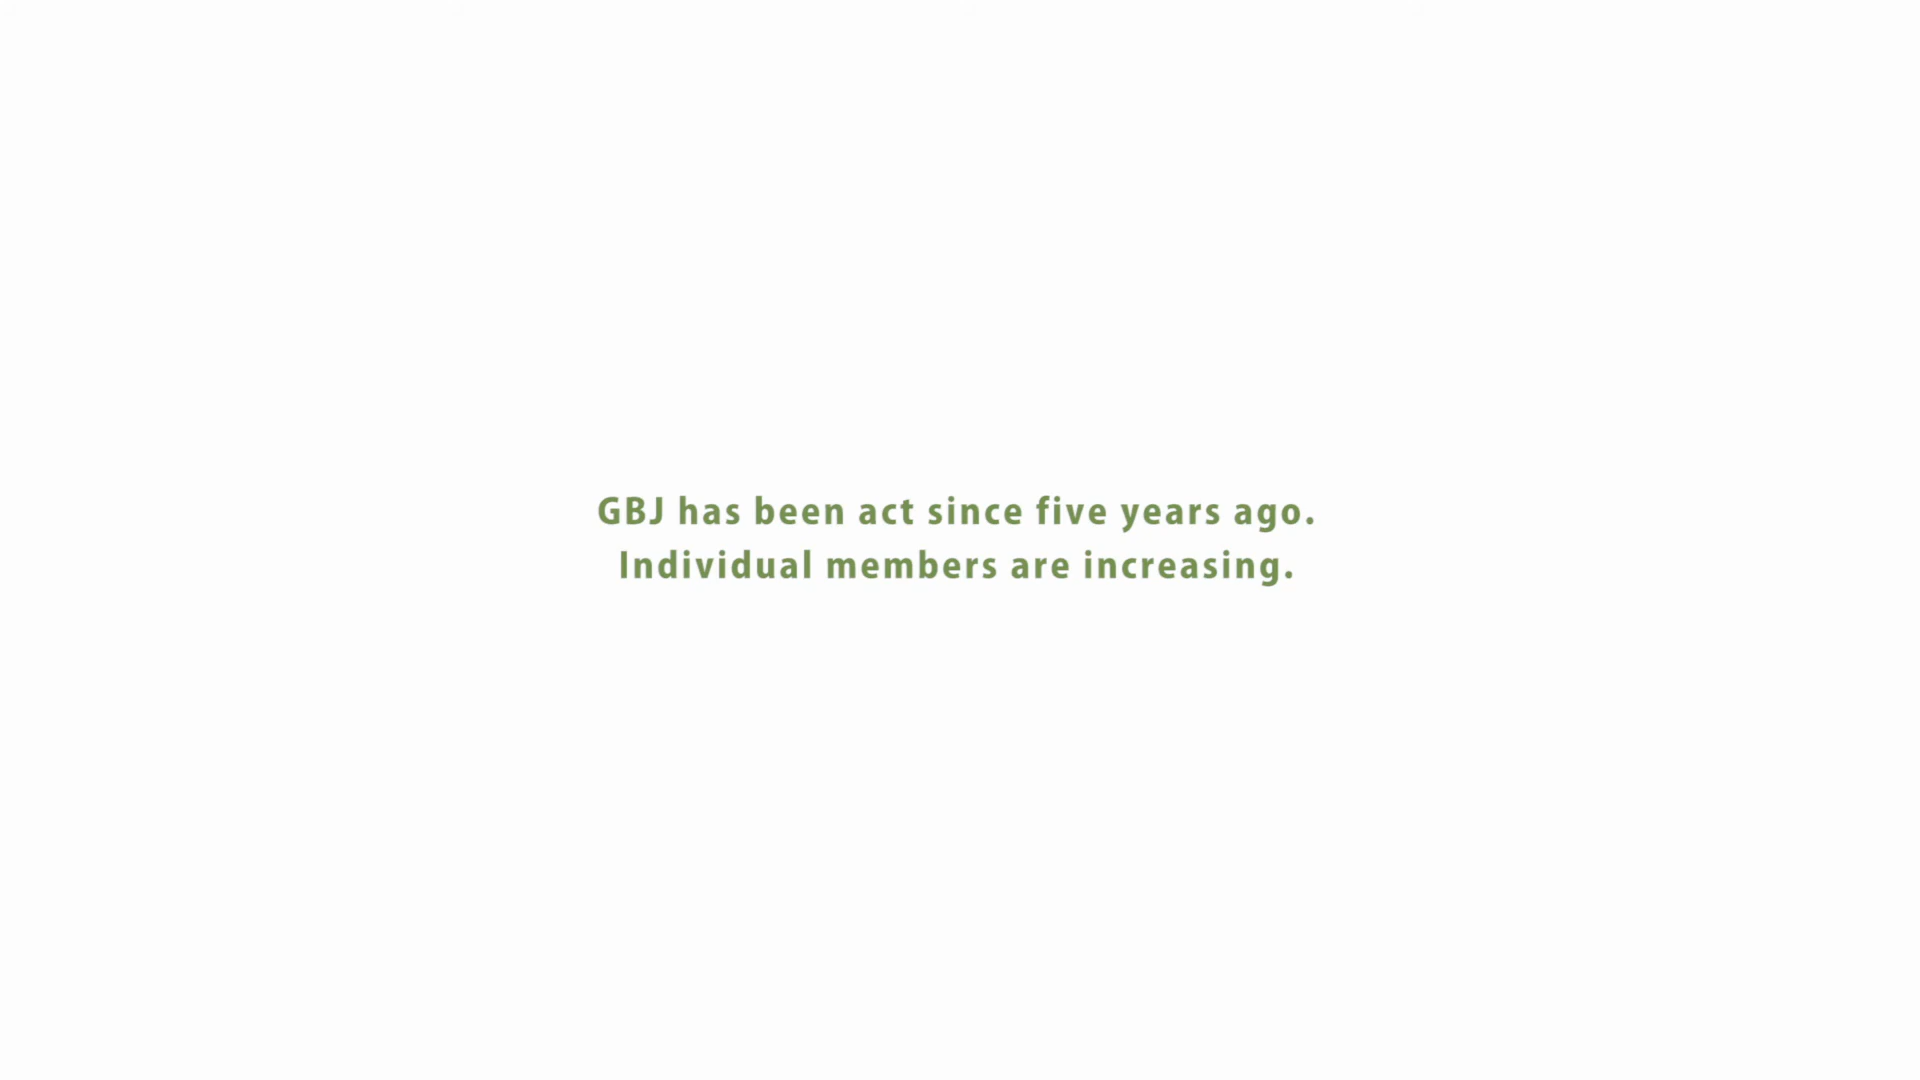 GBJ has been act since five years ago.
Individual members are increasing.